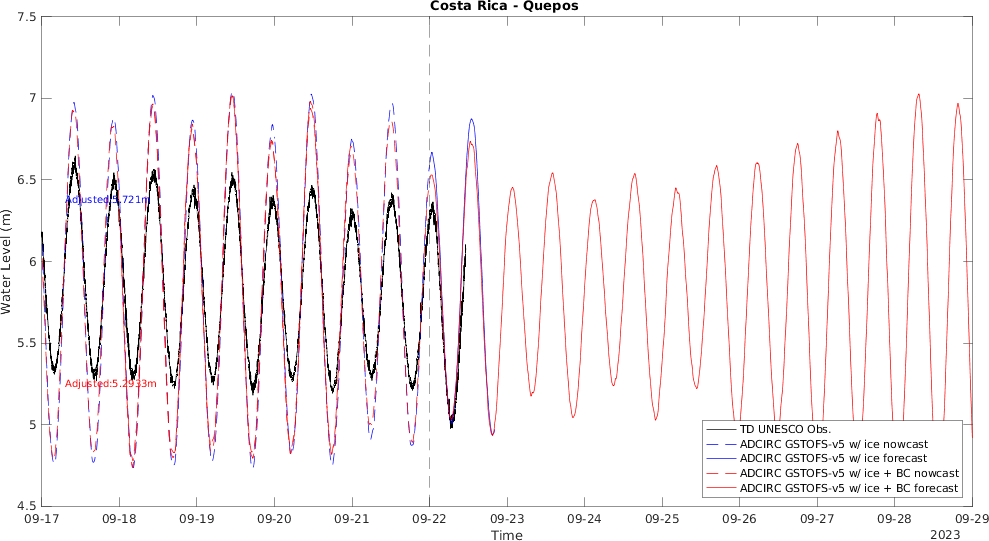 Costa Rica - Quepos
7.5
7
6.5
6
5.5
5
4.5
Water Level (m)
Adjusted:5.721m
Adjusted:5.2933m
TD UNESCO Obs.
ADCIRC GSTOFS-v5 w/ ice nowcast
ADCIRC GSTOFS-v5 w/ ice forecast
ADCIRC GSTOFS-v5 w/ ice + BC nowcast
ADCIRC GSTOFS-v5 w/ ice + BC forecast
09-17 09-18 09-19 09-20 09-21 09-22 09-23 09-24 09-25 09-26 09-27 09-28 09-29
Time
2023